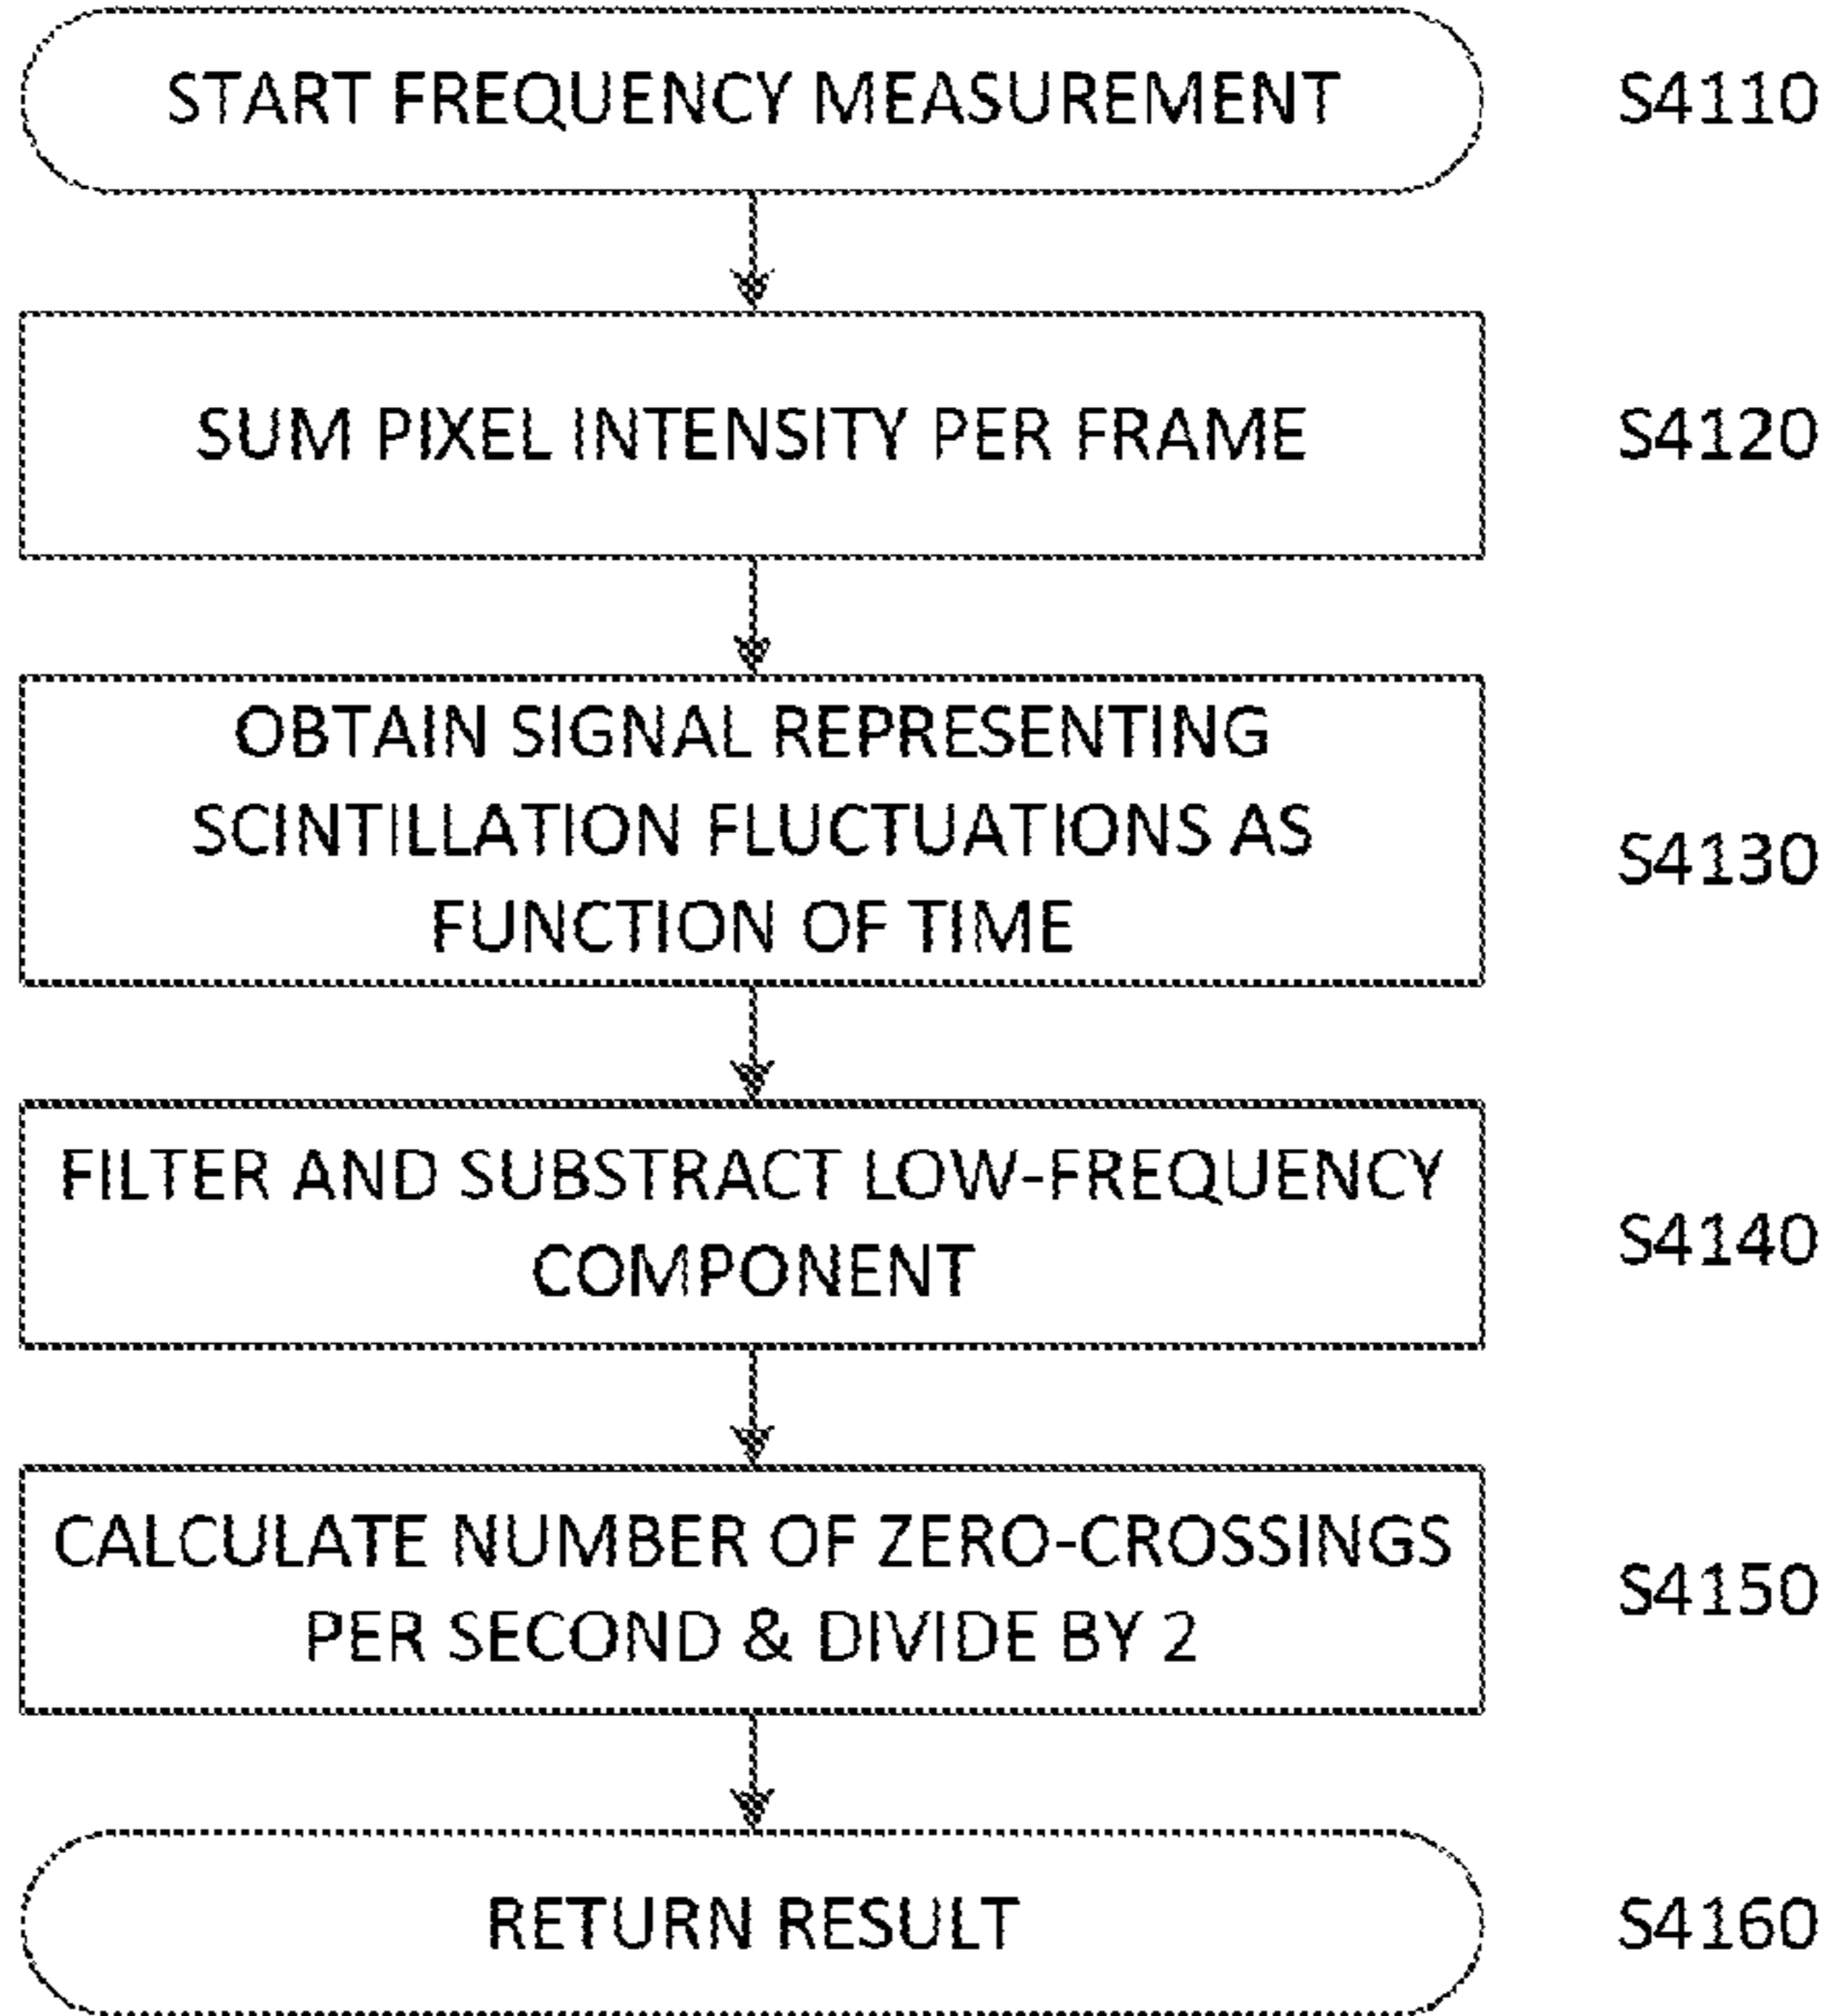 START FREQUENCY MEASUREMENT
S4110
SUM PIXEL INTENSITY PER FRAME
S4120
OBTAIN SIGNAL REPRESENTING
SCINTILLATION FLUCTUATIONS AS
FUNCTION OF TIME
S4130
FILTER AND SUBSTRACT LOW-FREQUENCY
COMPONENT
S4140
CALCULATE NUMBER OF ZERO-CROSSINGS
PER SECOND & DIVIDE BY 2
S4150
RETURN RESULT
S4160